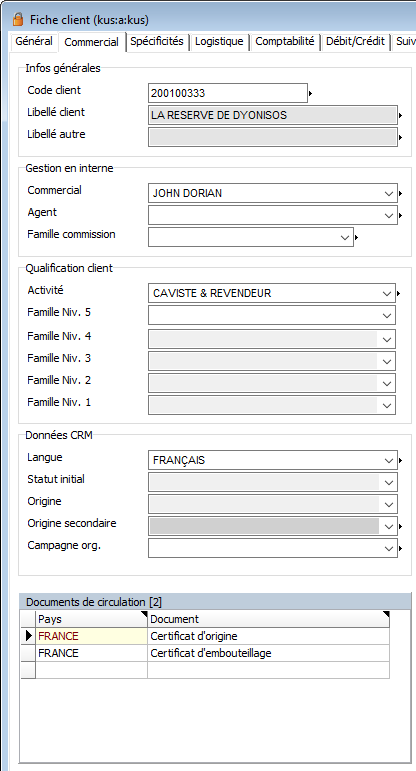 Fiche client (kus:a:kus)
Général Commercial Spécificités Logistique Comptabilité Débit/Crédit Suiv
Infos générales
Code client 200100333
Libellé client LA RESERVE DE DYONISOS
Libellé autre
Gestion en interne
Commercial JOHN DORIAN
Agent
Famille commission
Qualification client
Activité CAVISTE & REVENDEUR
Famille Niv. 5
Famille Niv. 4
Famille Niv. 3
Famille Niv. 2
Famille Niv. 1
Données CRM
Langue FRANÇAIS
Statut initial
Origine
Origine secondaire
Campagne org.
Documents de circulation [2]
Pays Document
FRANCE Certificat d'origine
FRANCE Certificat d'embouteillage